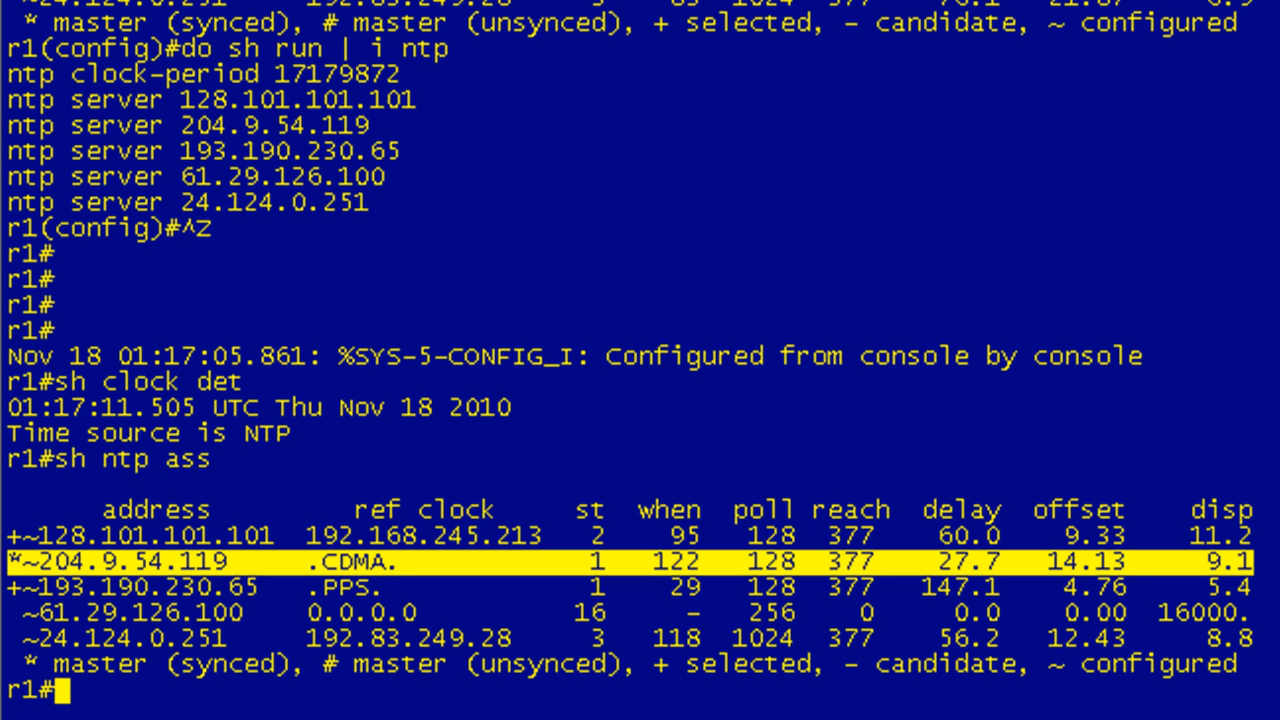 * master (synced), # master (unsynced), + selected, - candidate, ~ configured
r1(config)#do sh run | i ntp
ntp clock-period 17179872
ntp server 128.101.101.101
ntp server 204.9.54.119
ntp server 193.190.230.65
ntp server 61.29.126.100
ntp server 24.124.0.251
r1(config)#^Z
r1#
r1#
r1#
r1#
Nov 18 01:17:05.861: %SYS-5-CONFIG_I: Configured from console by console
r1#sh clock det
01:17:11.505 UTC Thu Nov 18 2010
Time source is NTP
r1#sh ntp ass
address ref clock st when poll reach delay offset disp
+~128.101.101.101 192.168.245.213 2 95 128 377 60.0 9.33 11.2
*~204.9.54.119 .CDMA. 1 122 128 377 27.7 14.13 9.1
+~193.190.230.65 .PPS. 1 29 128 377 147.1 4.76 5.4
~61.29.126.100 0.0.0.0 16 - 256 0 0.0 0.00 16000.
~24.124.0.251 192.83.249.28 3 118 1024 377 56.2 12.43 8.8
* master (synced), # master (unsynced), + selected, - candidate, ~ configured
r1#